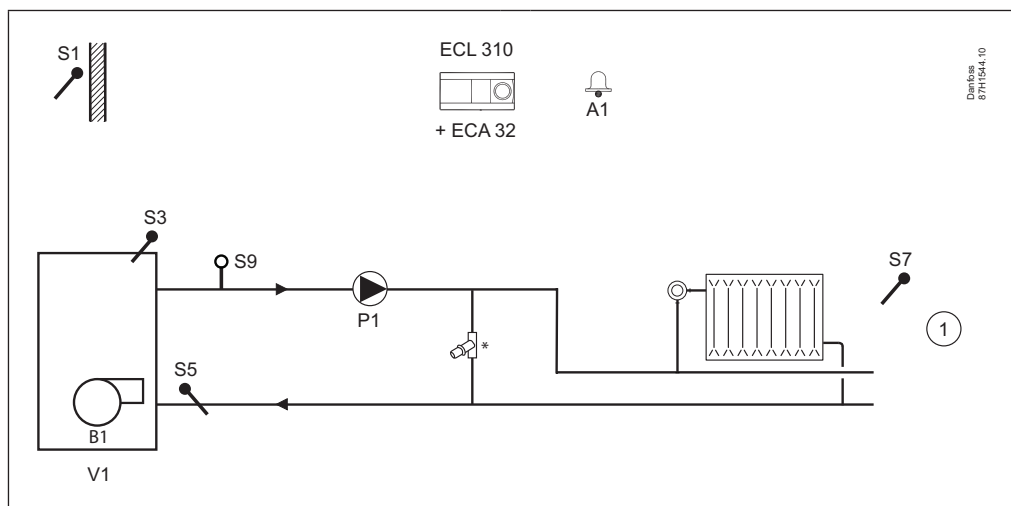 S1
ECL 310
+ ECA 32
A1
Danfoss
87H1544.10
S3
S9
P1
S7
1
*
S5
B1
V1